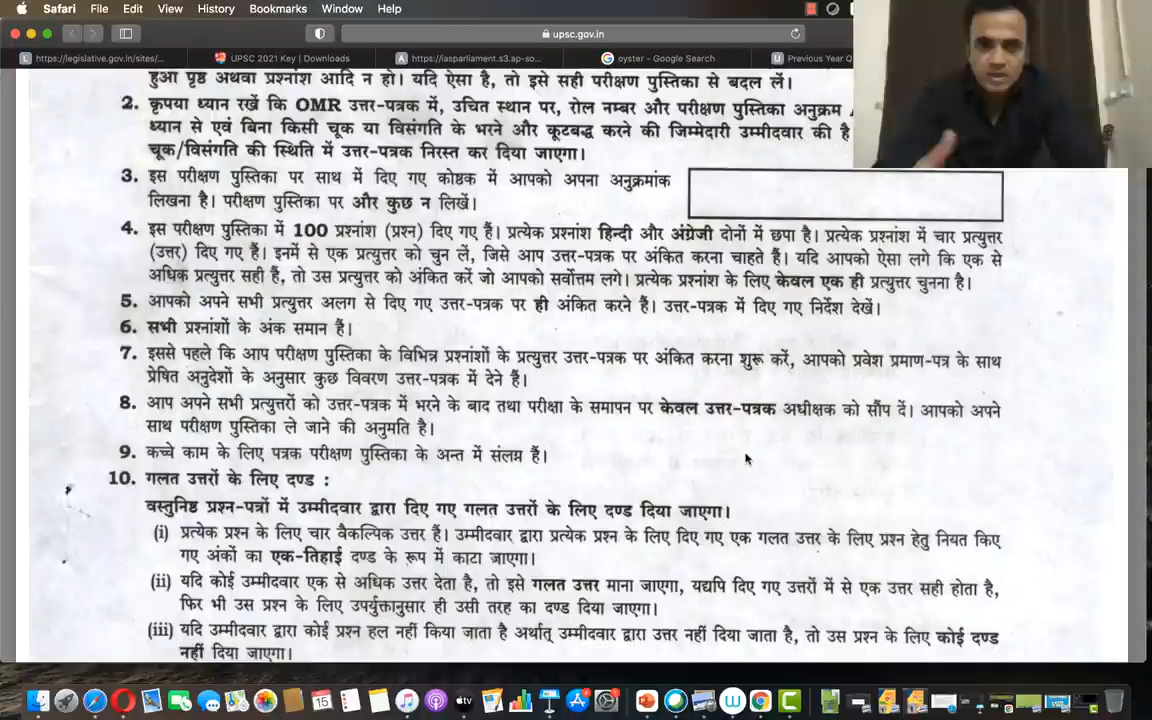 Safari File Edit View History Bookmarks Window Help
upsc.gov.in
https://legislative.gov.in/sites/... UPSC 2021 Key | Downloads https://iasparliament.s3.ap-so... oyster - Google Search Previous Year Q
हुआ पृष्ठ अथवा प्रश्नांश आदि न हो। यदि ऐसा है, तो इसे सही परीक्षण पुस्तिका से बदल लें।
2. कृपया ध्यान रखें कि OMR उत्तर-पत्रक में, उचित स्थान पर, रोल नम्बर और परीक्षण पुस्तिका अनुक्रम
ध्यान से एवं बिना किसी चूक या विसंगति के भरने और कूटबद्ध करने की जिम्मेदारी उम्मीदवार की है
चूक/विसंगति की स्थिति में उत्तर-पत्रक निरस्त कर दिया जाएगा।
3. इस परीक्षण पुस्तिका पर साथ में दिए गए कोष्ठक में आपको अपना अनुक्रमांक
लिखना है। परीक्षण पुस्तिका पर और कुछ न लिखें।
4. इस परीक्षण पुस्तिका में 100 प्रश्नांश (प्रश्न) दिए गए हैं। प्रत्येक प्रश्नांश हिन्दी और अंग्रेजी दोनों में छपा है। प्रत्येक प्रश्नांश में चार प्रत्युत्तर
(उत्तर) दिए गए हैं। इनमें से एक प्रत्युत्तर को चुन लें, जिसे आप उत्तर-पत्रक पर अंकित करना चाहते हैं। यदि आपको ऐसा लगे कि एक से
अधिक प्रत्युत्तर सही हैं, तो उस प्रत्युत्तर को अंकित करें जो आपको सर्वोत्तम लगे। प्रत्येक प्रश्नांश के लिए केवल एक ही प्रत्युत्तर चुनना है।
5. आपको अपने सभी प्रत्युत्तर अलग से दिए गए उत्तर-पत्रक पर ही अंकित करने हैं। उत्तर-पत्रक में दिए गए निर्देश देखें।
6. सभी प्रश्नांशों के अंक समान हैं।
7. इससे पहले कि आप परीक्षण पुस्तिका के विभिन्न प्रश्नांशों के प्रत्युत्तर उत्तर-पत्रक पर अंकित करना शुरू करें, आपको प्रवेश प्रमाण-पत्र के साथ
प्रेषित अनुदेशों के अनुसार कुछ विवरण उत्तर-पत्रक में देने हैं।
8. आप अपने सभी प्रत्युत्तरों को उत्तर-पत्रक में भरने के बाद तथा परीक्षा के समापन पर केवल उत्तर-पत्रक अधीक्षक को सौंप दें। आपको अपने
साथ परीक्षण पुस्तिका ले जाने की अनुमति है।
9. कच्चे काम के लिए पत्रक परीक्षण पुस्तिका के अन्त में संलग्न हैं।
10. गलत उत्तरों के लिए दण्ड :
वस्तुनिष्ठ प्रश्न-पत्रों में उम्मीदवार द्वारा दिए गए गलत उत्तरों के लिए दण्ड दिया जाएगा।
(i) प्रत्येक प्रश्न के लिए चार वैकल्पिक उत्तर हैं। उम्मीदवार द्वारा प्रत्येक प्रश्न के लिए दिए गए एक गलत उत्तर के लिए प्रश्न हेतु नियत किए
गए अंकों का एक-तिहाई दण्ड के रूप में काटा जाएगा।
(ii) यदि कोई उम्मीदवार एक से अधिक उत्तर देता है, तो इसे गलत उत्तर माना जाएगा, यद्यपि दिए गए उत्तरों में से एक उत्तर सही होता है,
फिर भी उस प्रश्न के लिए उपर्युक्तानुसार ही उसी तरह का दण्ड दिया जाएगा।
(iii) यदि उम्मीदवार द्वारा कोई प्रश्न हल नहीं किया जाता है अर्थात् उम्मीदवार द्वारा उत्तर नहीं दिया जाता है, तो उस प्रश्न के लिए कोई दण्ड
नहीं दिया जाएगा।